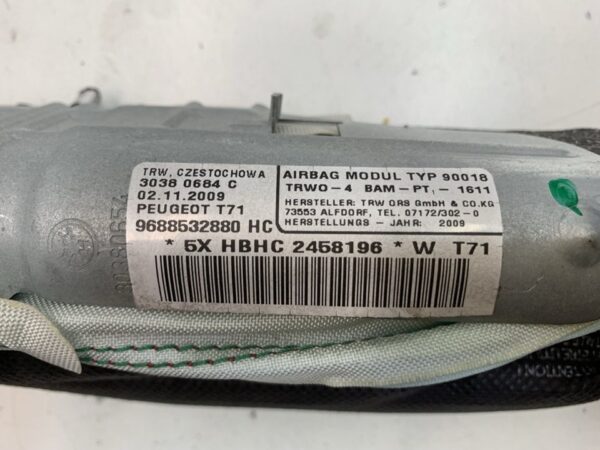 TRW, CZESTOCHOWA
3038 0684 C
02.11.2009
PEUGEOT T71
9688532880 HC
AIRBAG MODUL TYP 90018
TRWO-4 BAM-PT, -1611
HERSTELLER: TRW ORS GmbH & CO.KG
73553 ALFDORF, TEL. 07172/302-0
HERSTELLUNGS - JAHR: 2009
* 5X HBHC 2458196 * W T71